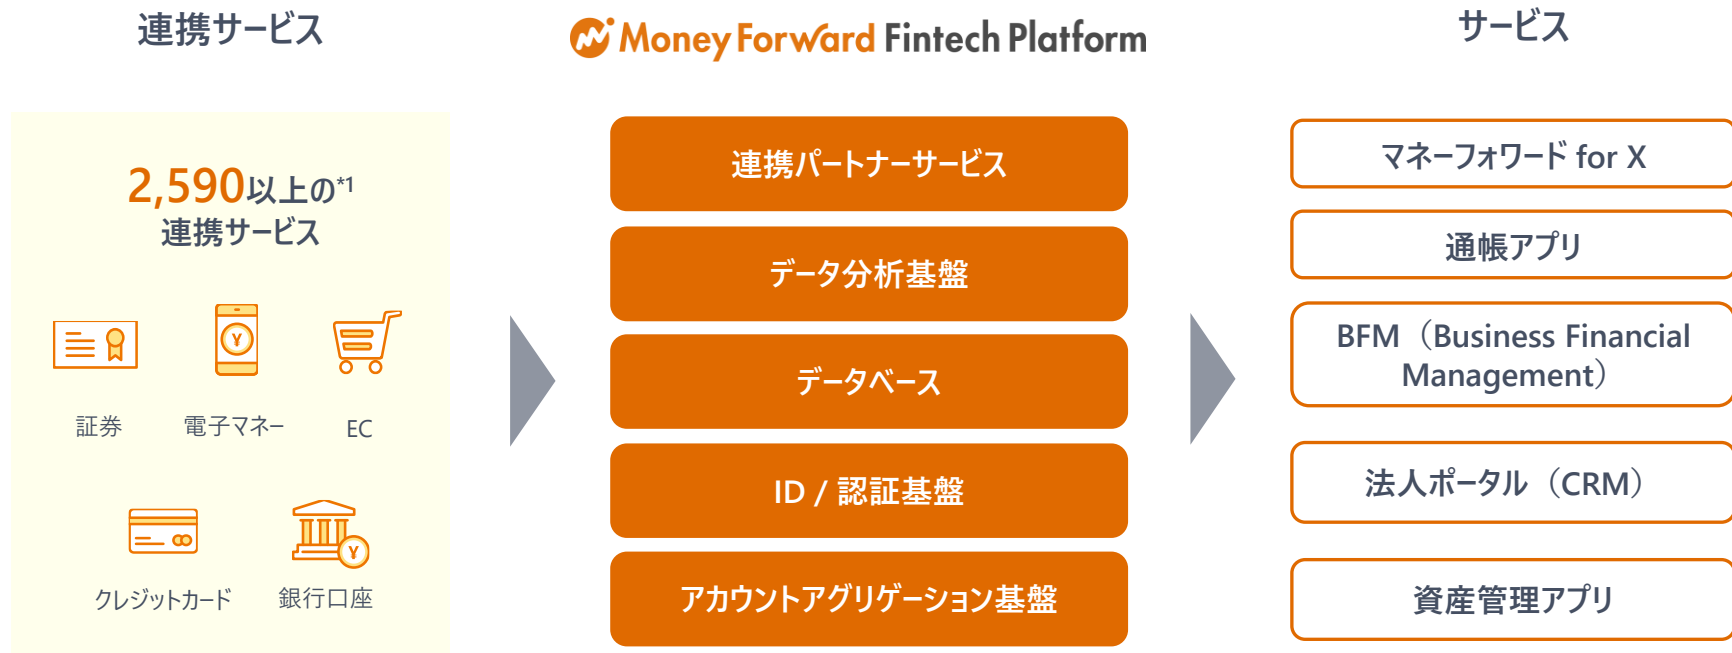 連携サービス
Money Forward Fintech Platform
サービス
2,590以上の*1
連携サービス
証券
電子マネー
EC
クレジットカード
銀行口座
連携パートナーサービス
データ分析基盤
データベース
ID / 認証基盤
アカウントアグリゲーション基盤
マネーフォワード for X
通帳アプリ
BFM（Business Financial
Management）
法人ポータル（CRM）
資産管理アプリ